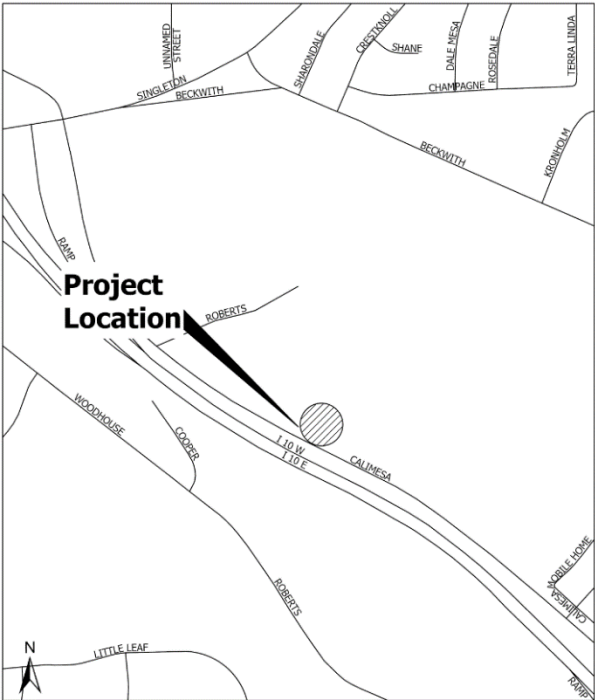 UNNAMED
STREET
SINGLETON
BECKWITH
SHARONDALE
CRESTKNOLL
SHANE
DALE MESA
ROSEDALE
TERRA LINDA
CHAMPAGNE
BECKWITH
KRONHOLM
RAMP
Project
Location
ROBERTS
WOODHOUSE
COOPER
I 10 W
I 10 E
CALIMESA
MOBILE HOME
CALIMESA
ROBERTS
N
LITTLE LEAF
RAMP